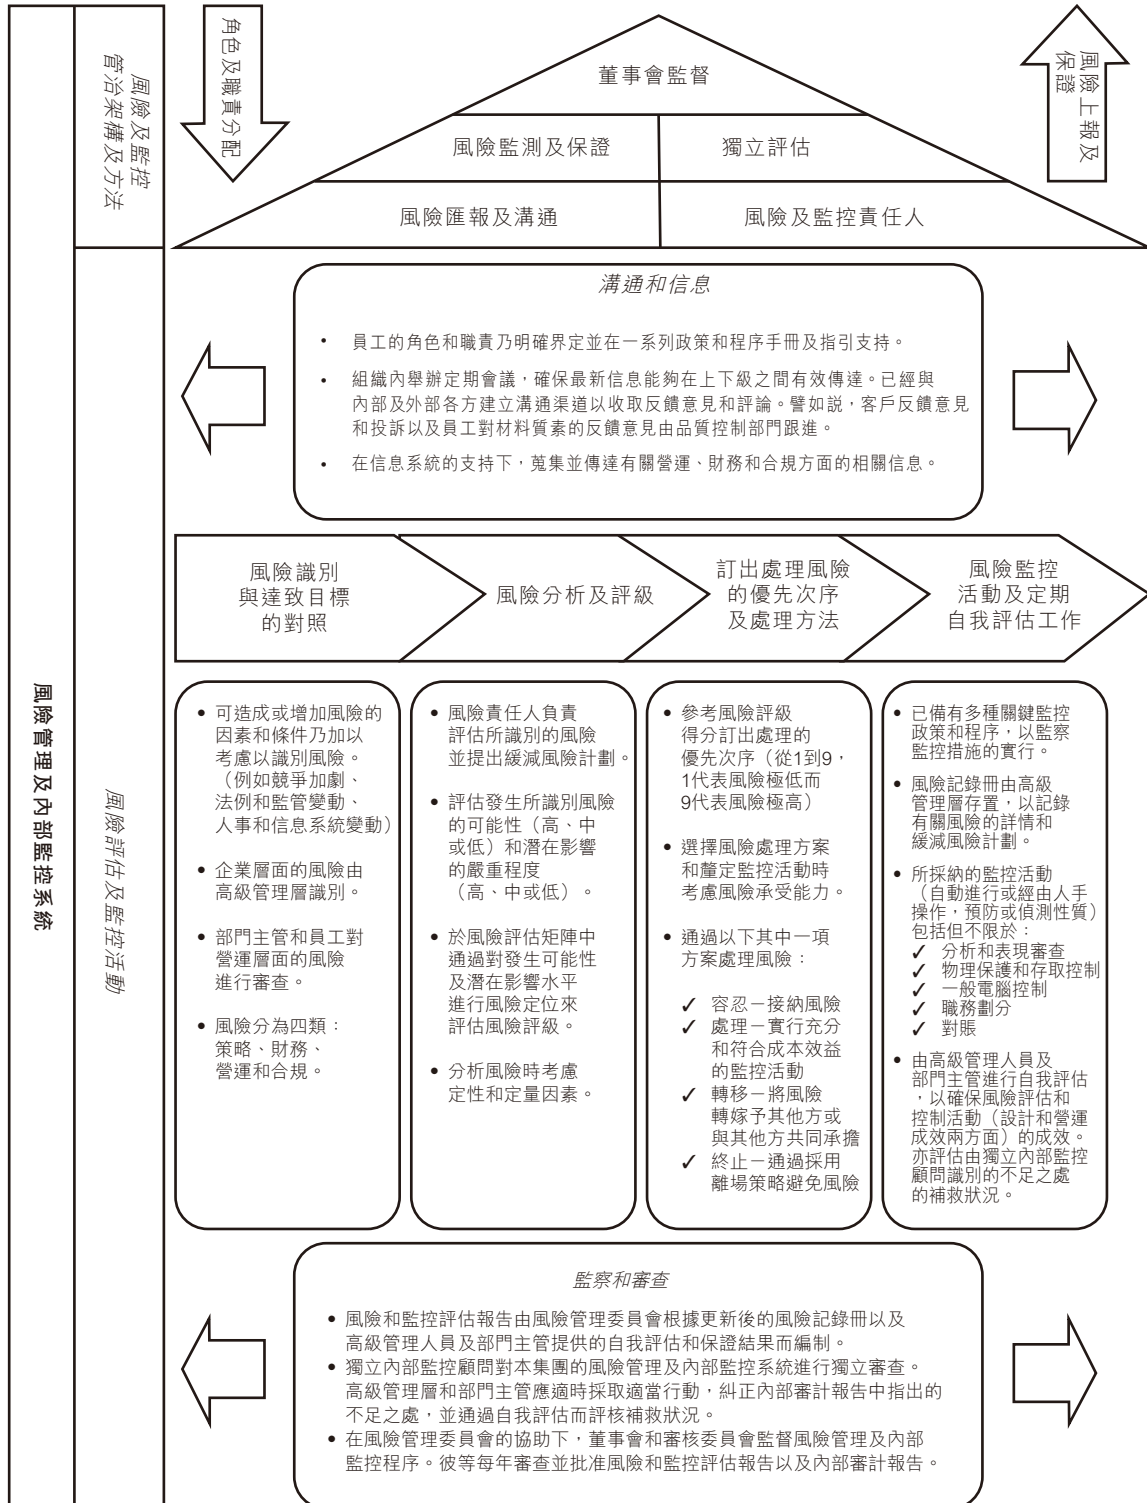 風險管理及內部監控系統
風險及監控
管治架構及方法
角色及職責分配
董事會監督
風險監測及保證
獨立評估
風險匯報及溝通
風險及監控責任人
風險上報及
保證
風險評估及監控活動
溝通和信息
• 員工的角色和職責乃明確界定並在一系列政策和程序手冊及指引支持。
• 組織內舉辦定期會議，確保最新信息能夠在上下級之間有效傳達。已經與
內部及外部各方建立溝通渠道以收取反饋意見和評論。譬如說，客戶反饋意見
和投訴以及員工對材料質素的反饋意見由品質控制部門跟進。
• 在信息系統的支持下，蒐集並傳達有關營運、財務和合規方面的相關信息。
風險識別
與達致目標
的對照
風險分析及評級
訂出處理風險
的優先次序
及處理方法
風險監控
活動及定期
自我評估工作
• 可造成或增加風險的
因素和條件乃加以
考慮以識別風險。
（例如競爭加劇、
法例和監管變動、
人事和信息系統變動）
• 企業層面的風險由
高級管理層識別。
• 部門主管和員工對
營運層面的風險
進行審查。
• 風險分為四類：
策略、財務、
營運和合規。
• 風險責任人負責
評估所識別的風險
並提出緩減風險計劃。
• 評估發生所識別風險
的可能性（高、中
或低）和潛在影響
的嚴重程度
（高、中或低）。
• 於風險評估矩陣中
通過對發生可能性
及潛在影響水平
進行風險定位來
評估風險評級。
• 分析風險時考慮
定性和定量因素。
• 參考風險評級
得分訂出處理的
優先次序（從1到9，
1代表風險極低而
9代表風險極高）
• 選擇風險處理方案
和釐定監控活動時
考慮風險承受能力。
• 通過以下其中一項
方案處理風險：
✓ 容忍－接納風險
✓ 處理－實行充分
和符合成本效益
的監控活動
✓ 轉移－將風險
轉嫁予其他方或
與其他方共同承擔
✓ 終止－通過採用
離場策略避免風險
• 已備有多種關鍵監控
政策和程序，以監察
監控措施的實行。
• 風險記錄冊由高級
管理層存置，以記錄
有關風險的詳情和
緩減風險計劃。
• 所採納的監控活動
（自動進行或經由人手
操作，預防或偵測性質）
包括但不限於：
✓ 分析和表現審查
✓ 物理保護和存取控制
✓ 一般電腦控制
✓ 職務劃分
✓ 對賬
• 由高級管理人員及
部門主管進行自我評估
，以確保風險評估和
控制活動（設計和營運
成效兩方面）的成效。
亦評估由獨立內部監控
顧問識別的不足之處
的補救狀況。
監察和審查
• 風險和監控評估報告由風險管理委員會根據更新後的風險記錄冊以及
高級管理人員及部門主管提供的自我評估和保證結果而編制。
• 獨立內部監控顧問對本集團的風險管理及內部監控系統進行獨立審查。
高級管理層和部門主管應適時採取適當行動，糾正內部審計報告中指出的
不足之處，並通過自我評估而評核補救狀況。
• 在風險管理委員會的協助下，董事會和審核委員會監督風險管理及內部
監控程序。彼等每年審查並批准風險和監控評估報告以及內部審計報告。